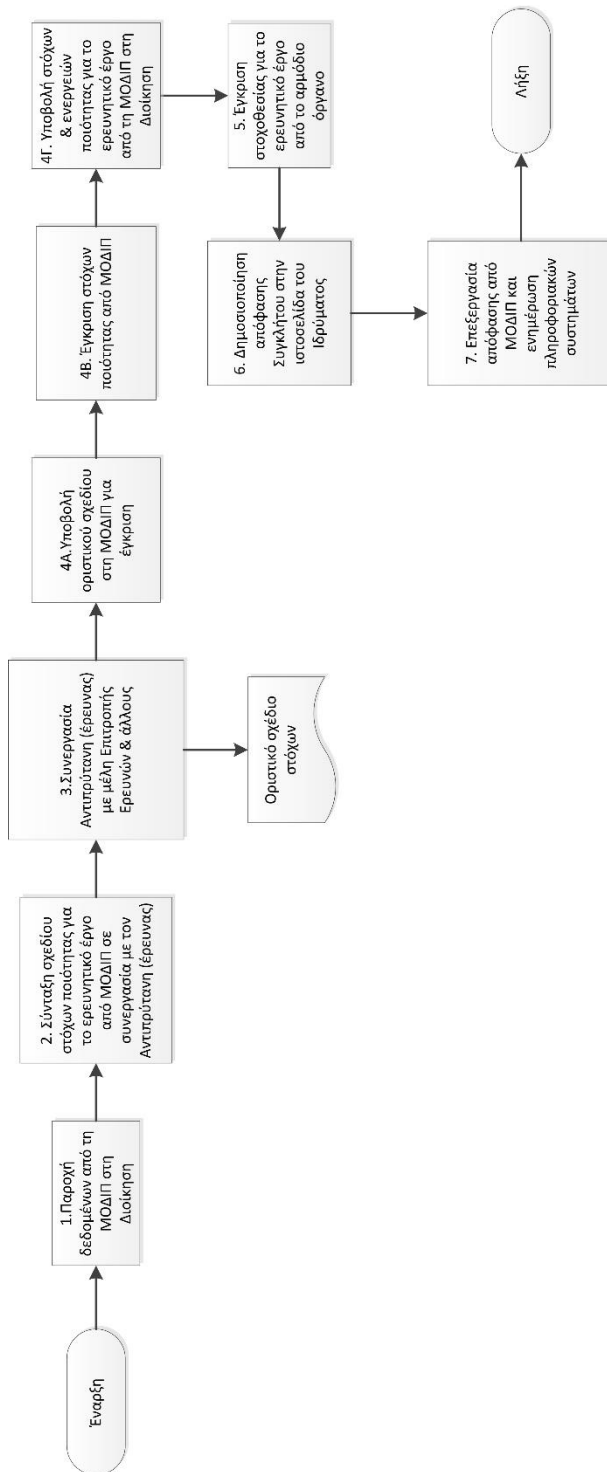 Έναρξη
1.Παροχή
δεδομένων από τη
ΜΟΔΙΠ στη
Διοίκηση
2. Σύνταξη σχεδίου
στόχων ποιότητας για
το ερευνητικό έργο
από ΜΟΔΙΠ σε
συνεργασία με τον
Αντιπρύτανη (έρευνας)
3.Συνεργασία
Αντιπρύτανη (έρευνας)
με μέλη Επιτροπής
Ερευνών & άλλους
Οριστικό σχέδιο
στόχων
4Α.Υποβολή
οριστικού σχεδίου
στη ΜΟΔΙΠ για
έγκριση
4Β. Έγκριση στόχων
ποιότητας από ΜΟΔΙΠ
4Γ. Υποβολή στόχων
& ενεργειών
ποιότητας για το
ερευνητικό έργο
από τη ΜΟΔΙΠ στη
Διοίκηση
5. Έγκριση
στοχοθεσίας για το
ερευνητικό έργο
από το αρμόδιο
όργανο
6. Δημοσιοποίηση
απόφασης
Συγκλήτου στην
ιστοσελίδα του
Ιδρύματος
7. Επεξεργασία
απόφασης από
ΜΟΔΙΠ και
ενημέρωση
πληροφοριακών
συστημάτων
Λήξη